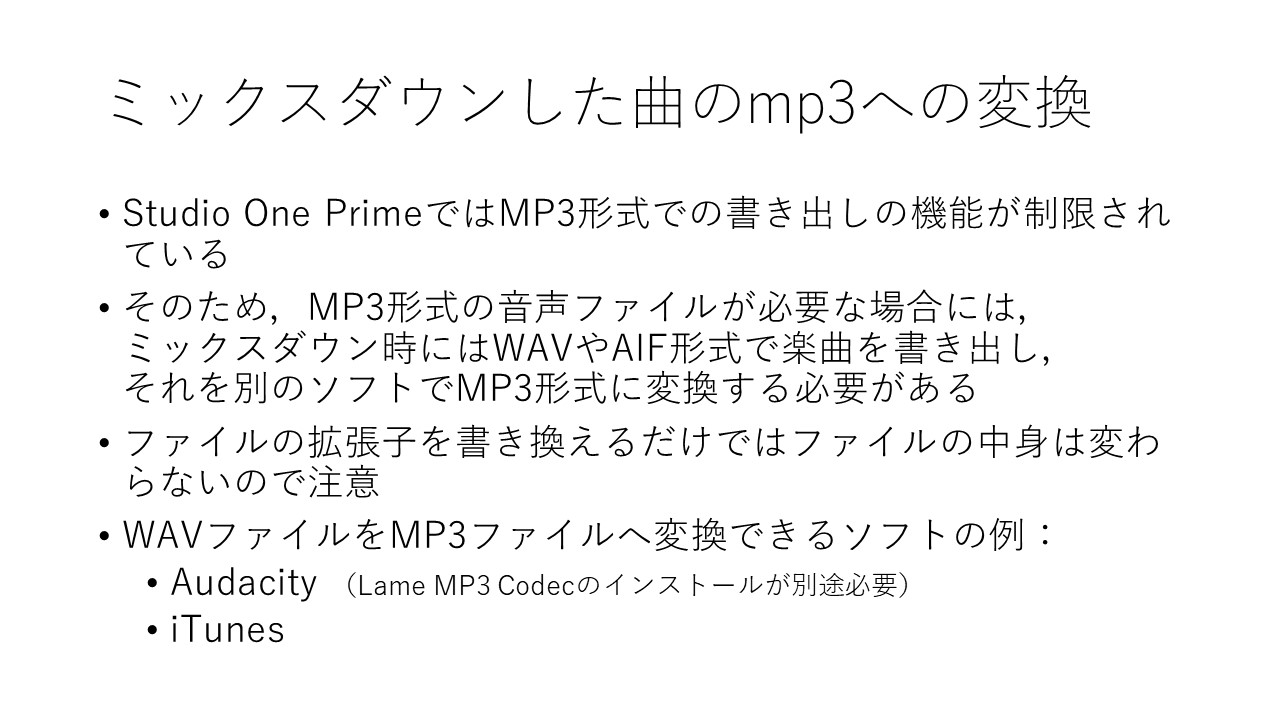 ミックスダウンした曲のmp3への変換
• Studio One PrimeではMP3形式での書き出しの機能が制限され
ている
• そのため，MP3形式の音声ファイルが必要な場合には，
ミックスダウン時にはWAVやAIF形式で楽曲を書き出し，
それを別のソフトでMP3形式に変換する必要がある
• ファイルの拡張子を書き換えるだけではファイルの中身は変わ
らないので注意
• WAVファイルをMP3ファイルへ変換できるソフトの例：
• Audacity （Lame MP3 Codecのインストールが別途必要）
• iTunes